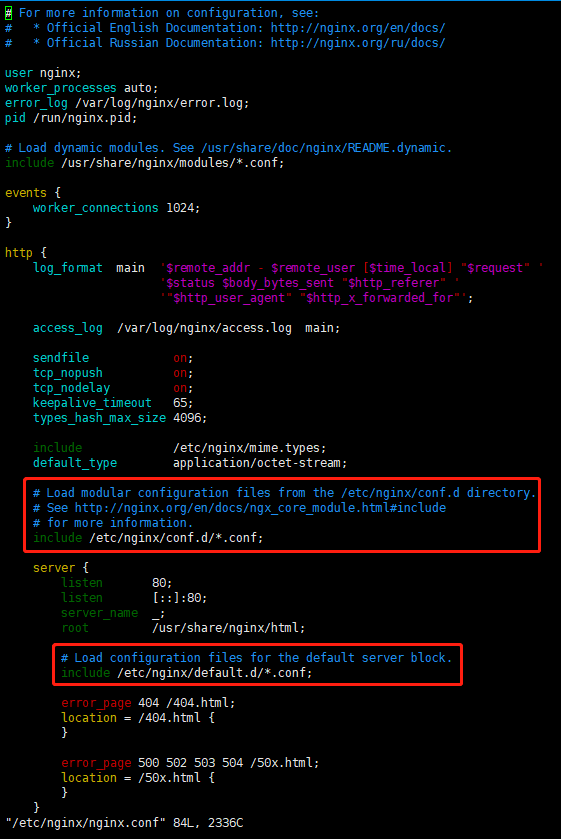 # For more information on configuration, see:
#   * Official English Documentation: http://nginx.org/en/docs/
#   * Official Russian Documentation: http://nginx.org/ru/docs/

user nginx;
worker_processes auto;
error_log /var/log/nginx/error.log;
pid /run/nginx.pid;

# Load dynamic modules. See /usr/share/doc/nginx/README.dynamic.
include /usr/share/nginx/modules/*.conf;

events {
    worker_connections 1024;
}

http {
    log_format  main  '$remote_addr - $remote_user [$time_local] "$request" '
                      '$status $body_bytes_sent "$http_referer" '
                      '"$http_user_agent" "$http_x_forwarded_for"';

    access_log  /var/log/nginx/access.log  main;

    sendfile            on;
    tcp_nopush          on;
    tcp_nodelay         on;
    keepalive_timeout   65;
    types_hash_max_size 4096;

    include             /etc/nginx/mime.types;
    default_type        application/octet-stream;

    # Load modular configuration files from the /etc/nginx/conf.d directory.
    # See http://nginx.org/en/docs/ngx_core_module.html#include
    # for more information.
    include /etc/nginx/conf.d/*.conf;

    server {
        listen       80;
        listen       [::]:80;
        server_name  _;
        root         /usr/share/nginx/html;

        # Load configuration files for the default server block.
        include /etc/nginx/default.d/*.conf;

        error_page 404 /404.html;
        location = /404.html {
        }

        error_page 500 502 503 504 /50x.html;
        location = /50x.html {
        }
    }
"/etc/nginx/nginx.conf" 84L, 2336C